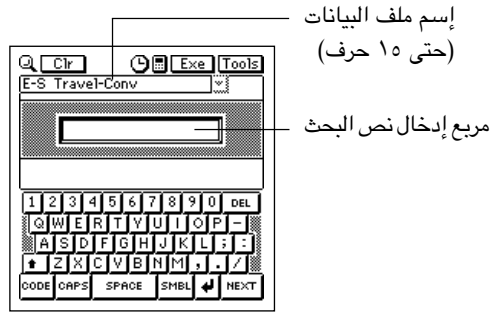 إسم ملف البيانات
(حتى ١٥ حرف)
Clr Exe Tools
E-S Travel-Conv
مربع إدخال نص البحث
1 2 3 4 5 6 7 8 9 0 DEL
Q W E R T Y U I O P -
A S D F G H J K L ; :
Z X C V B N M , . /
CODE CAPS SPACE SMBL NEXT